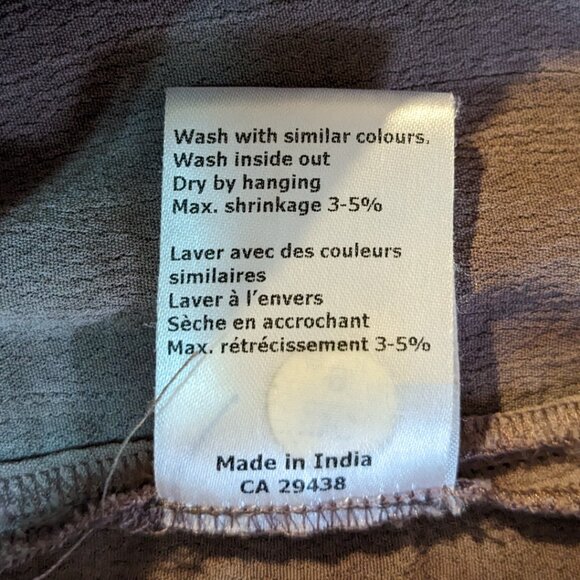 Wash with similar colours.
Wash inside out
Dry by hanging
Max. shrinkage 3-5%
Laver avec des couleurs
similaires
Laver à l'envers
Sèche en accrochant
Max. rétrécissement 3-5%
Made in India
CA 29438